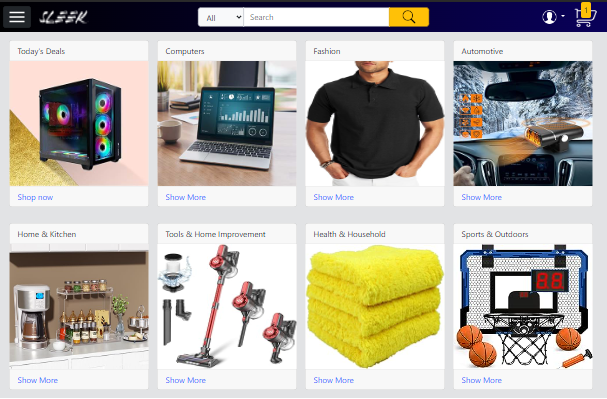 SLEEK
All
Search
1
Today's Deals
Computers
Fashion
Automotive
Shop now
Show More
Show More
Show More
Home & Kitchen
Tools & Home Improvement
Health & Household
Sports & Outdoors
88
Show More
Show More
Show More
Show More